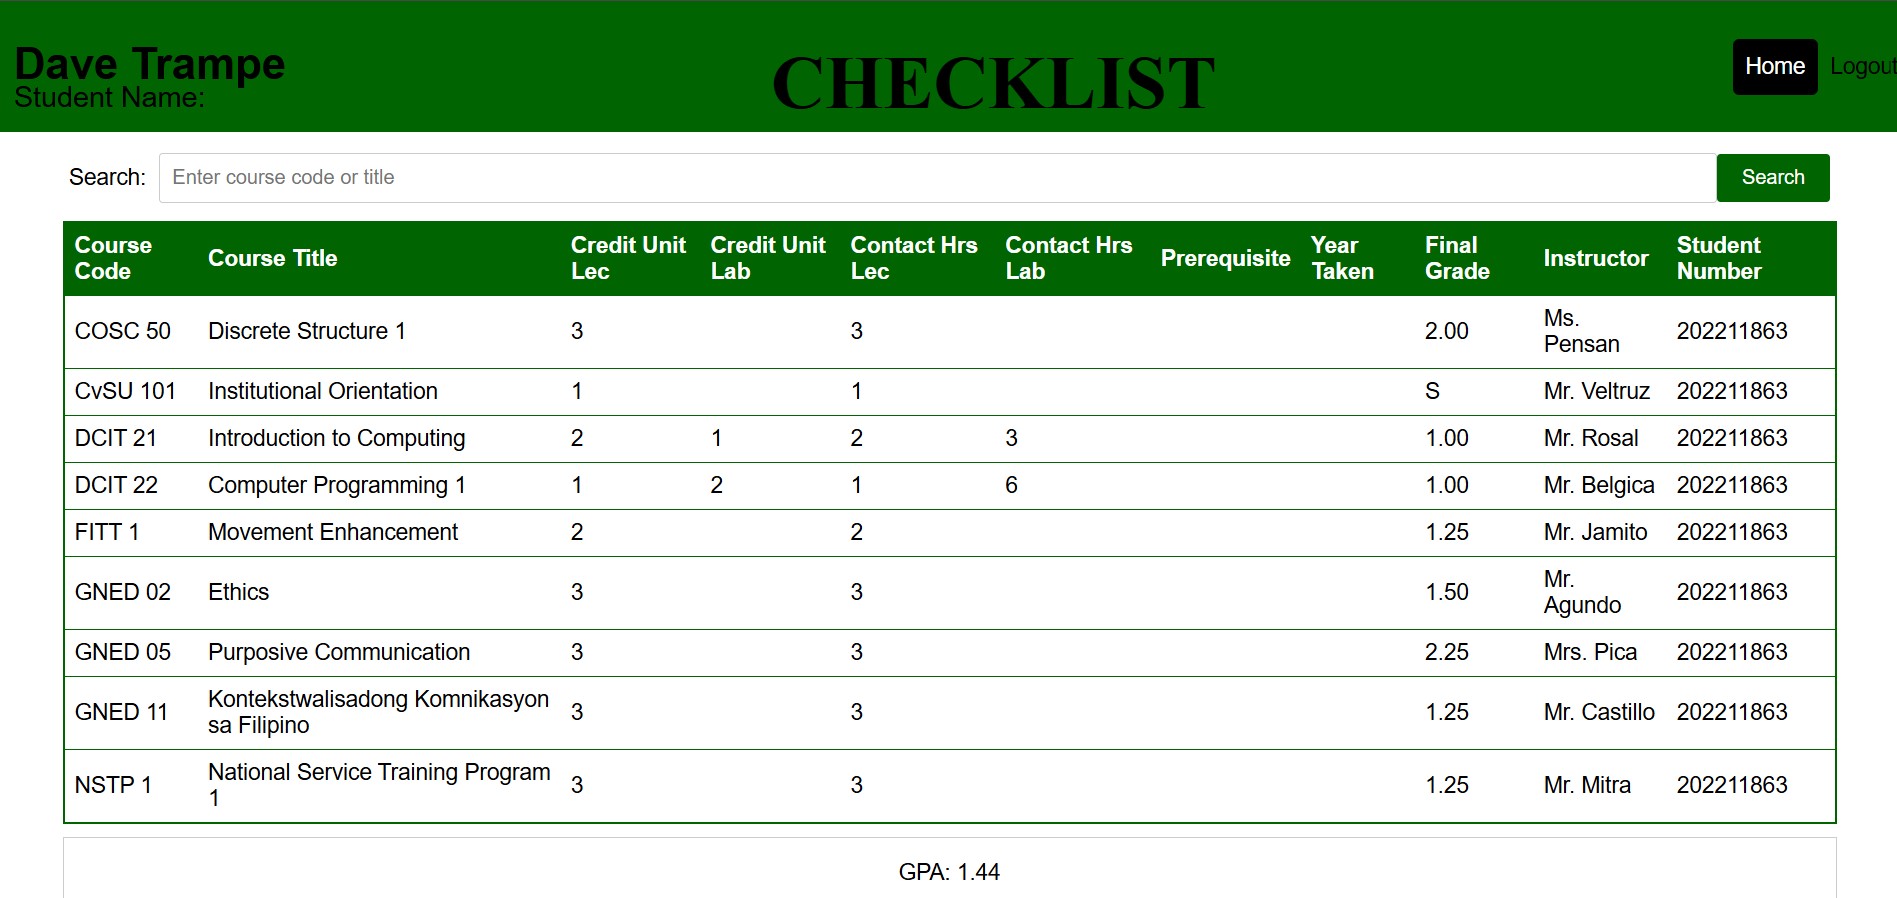 Dave Trampe
Student Name:
CHECKLIST
Home Logout
Search: Enter course code or title Search
Course Code Course Title Credit Unit Lec Credit Unit Lab Contact Hrs Lec Contact Hrs Lab Prerequisite Year Taken Final Grade Instructor Student Number
COSC 50 Discrete Structure 1 3 3 2.00 Ms. Pensan 202211863
CvSU 101 Institutional Orientation 1 1 S Mr. Veltruz 202211863
DCIT 21 Introduction to Computing 2 1 2 3 1.00 Mr. Rosal 202211863
DCIT 22 Computer Programming 1 1 2 1 6 1.00 Mr. Belgica 202211863
FITT 1 Movement Enhancement 2 2 1.25 Mr. Jamito 202211863
GNED 02 Ethics 3 3 1.50 Mr. Agundo 202211863
GNED 05 Purposive Communication 3 3 2.25 Mrs. Pica 202211863
GNED 11 Kontekstwalisadong Komnikasyon sa Filipino 3 3 1.25 Mr. Castillo 202211863
NSTP 1 National Service Training Program 1 3 3 1.25 Mr. Mitra 202211863
GPA: 1.44